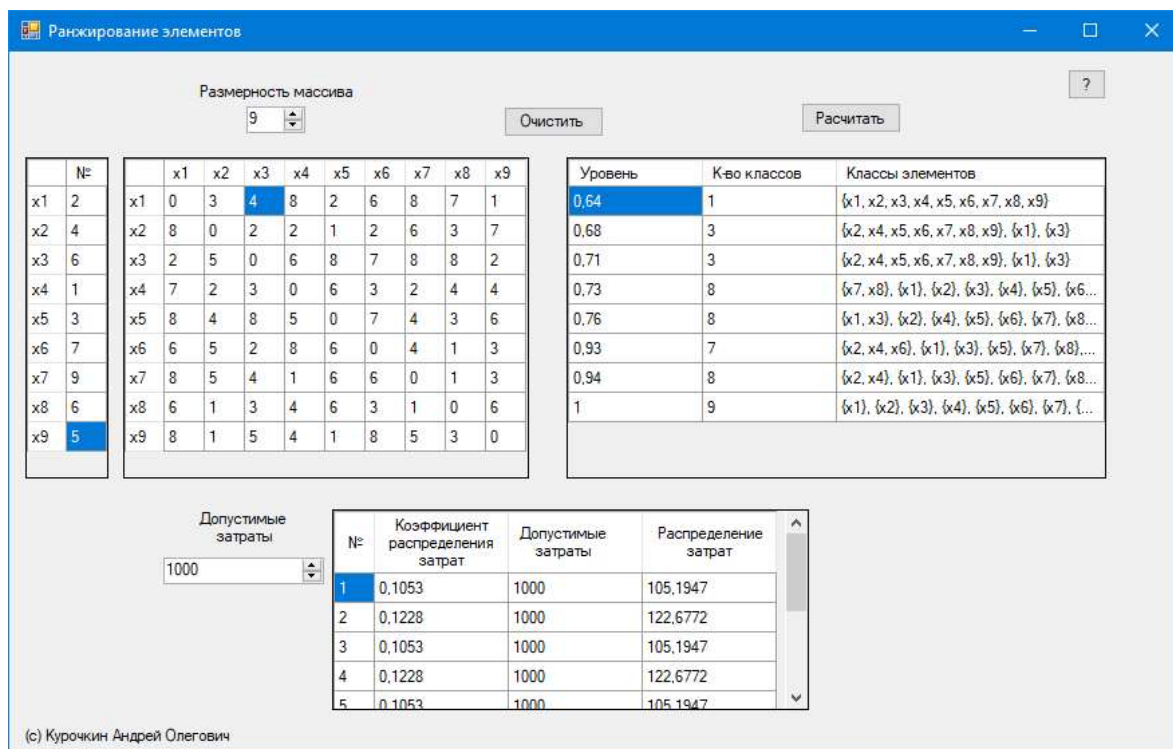 Ранжирование элементов
?
Размерность массива
9
Очистить
Расчитать
№
x1 2
x2 4
x3 6
x4 1
x5 3
x6 7
x7 9
x8 6
x9 5
x1 x2 x3 x4 x5 x6 x7 x8 x9
x1 0 3 4 8 2 6 8 7 1
x2 8 0 2 2 1 2 6 3 7
x3 2 5 0 6 8 7 8 8 2
x4 7 2 3 0 6 3 2 4 4
x5 8 4 8 5 0 7 4 3 6
x6 6 5 2 8 6 0 4 1 3
x7 8 5 4 1 6 6 0 1 3
x8 6 1 3 4 6 3 1 0 6
x9 8 1 5 4 1 8 5 3 0
Уровень К-во классов Классы элементов
0,64 1 {x1, x2, x3, x4, x5, x6, x7, x8, x9}
0,68 3 {x2, x4, x5, x6, x7, x8, x9}, {x1}, {x3}
0,71 3 {x2, x4, x5, x6, x7, x8, x9}, {x1}, {x3}
0,73 8 {x7, x8}, {x1}, {x2}, {x3}, {x4}, {x5}, {x6...
0,76 8 {x1, x3}, {x2}, {x4}, {x5}, {x6}, {x7}, {x8...
0,93 7 {x2, x4, x6}, {x1}, {x3}, {x5}, {x7}, {x8},...
0,94 8 {x2, x4}, {x1}, {x3}, {x5}, {x6}, {x7}, {x8...
1 9 {x1}, {x2}, {x3}, {x4}, {x5}, {x6}, {x7}, {...
Допустимые
затраты
1000
№ Коэффициент распределения затрат Допустимые затраты Распределение затрат
1 0,1053 1000 105,1947
2 0,1228 1000 122,6772
3 0,1053 1000 105,1947
4 0,1228 1000 122,6772
5 0,1053 1000 105,1947
(c) Курочкин Андрей Олегович